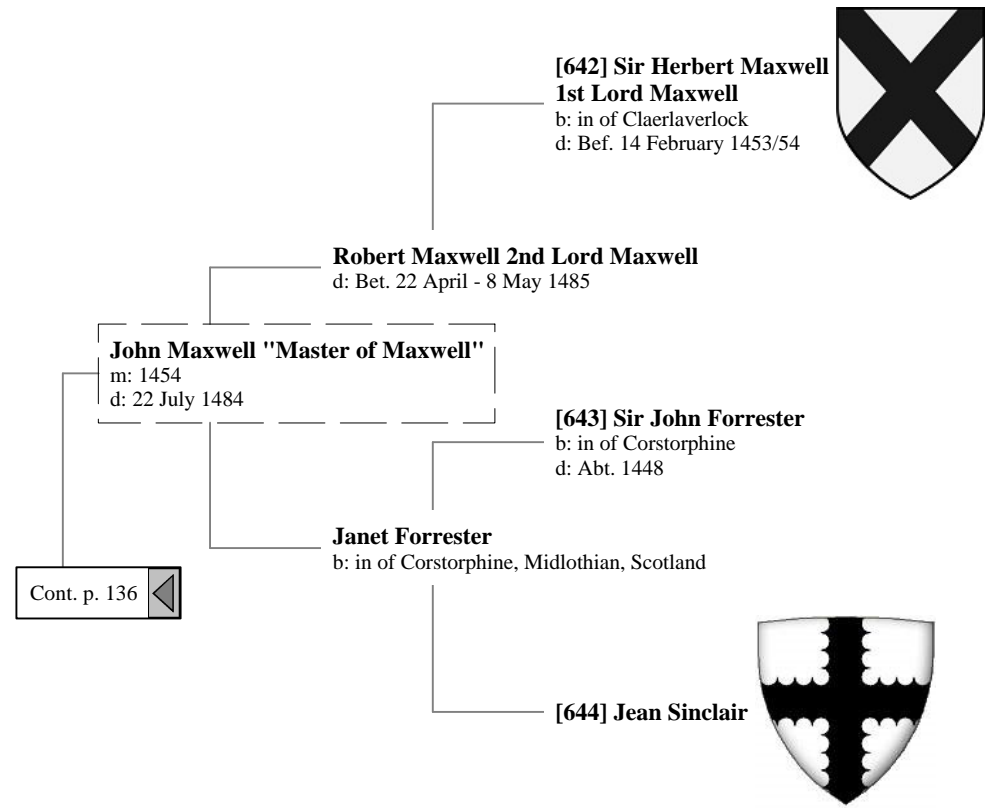 [642] Sir Herbert Maxwell
1st Lord Maxwell
b: in of Claerlaverlock
d: Bef. 14 February 1453/54
Robert Maxwell 2nd Lord Maxwell
d: Bet. 22 April - 8 May 1485
John Maxwell "Master of Maxwell"
m: 1454
d: 22 July 1484
[643] Sir John Forrester
b: in of Corstorphine
d: Abt. 1448
Janet Forrester
b: in of Corstorphine, Midlothian, Scotland
Cont. p. 136
[644] Jean Sinclair